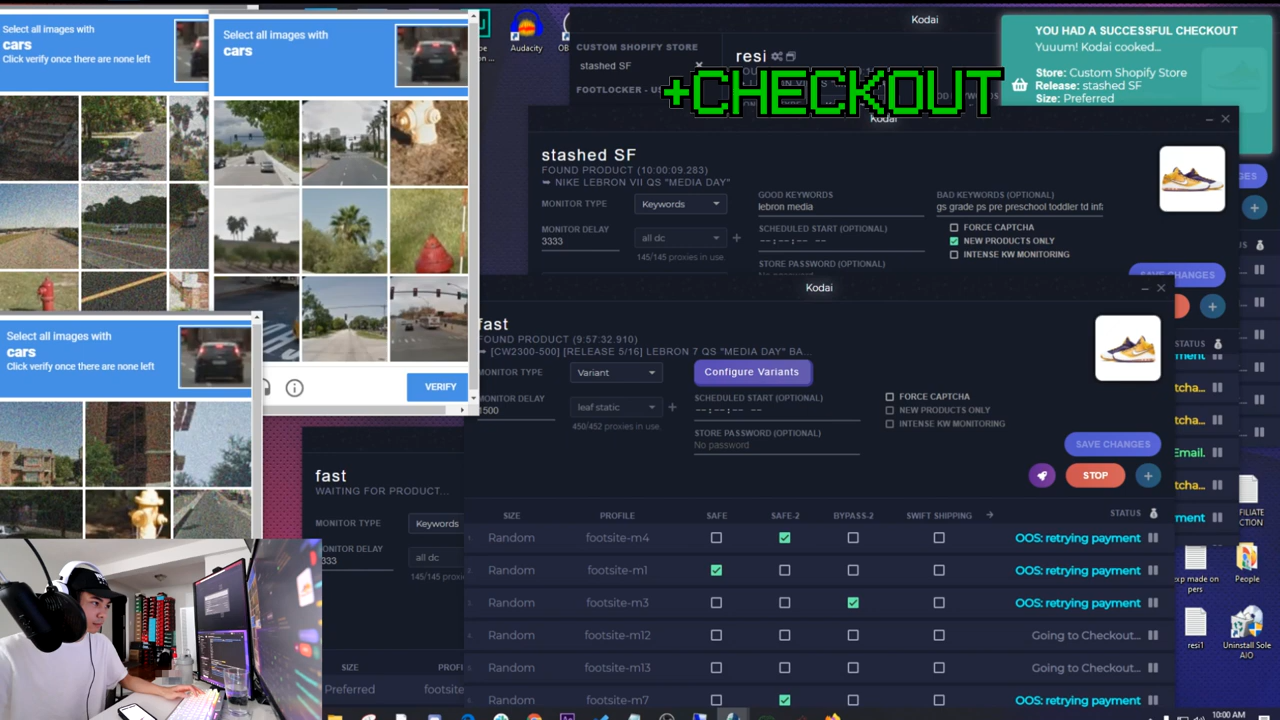 Select all images with
cars
Click verify once there are none left
Select all images with
cars
VERIFY
Select all images with
cars
Click verify once there are none left
Audacity
Kodai
CUSTOM SHOPIFY STORE
stashed SF
resi
YOU HAD A SUCCESSFUL CHECKOUT
Yuuum! Kodai cooked...
Store: Custom Shopify Store
Release: stashed SF
Size: Preferred
+CHECKOUT
Kodai
stashed SF
FOUND PRODUCT (10:00:09.283)
NIKE LEBRON VII QS "MEDIA DAY"
MONITOR TYPE
Keywords
MONITOR DELAY
3333
all dc
145/145 proxies in use.
GOOD KEYWORDS
lebron media
SCHEDULED START (OPTIONAL)
--:--:-- --
STORE PASSWORD (OPTIONAL)
BAD KEYWORDS (OPTIONAL)
gs grade ps pre preschool toddler td infa
FORCE CAPTCHA
NEW PRODUCTS ONLY
INTENSE KW MONITORING
SAVE CHANGES
Kodai
fast
FOUND PRODUCT (9:57:32.910)
[CW2300-500] [RELEASE 5/16] LEBRON 7 QS "MEDIA DAY" BA...
MONITOR TYPE
Variant
Configure Variants
MONITOR DELAY
1500
leaf static
450/452 proxies in use.
SCHEDULED START (OPTIONAL)
--:--:-- --
STORE PASSWORD (OPTIONAL)
No password
FORCE CAPTCHA
NEW PRODUCTS ONLY
INTENSE KW MONITORING
SAVE CHANGES
STOP
SIZE PROFILE SAFE SAFE-2 BYPASS-2 SWIFT SHIPPING STATUS
Random footsite-m4 OOS: retrying payment
Random footsite-m1 OOS: retrying payment
Random footsite-m3 OOS: retrying payment
Random footsite-m12 Going to Checkout...
Random footsite-m13 Going to Checkout...
Random footsite-m7 OOS: retrying payment
fast
WAITING FOR PRODUCT...
MONITOR TYPE
Keywords
MONITOR DELAY
333
all dc
145/145
SIZE
Preferred
STATUS
Email.
People
resi1
Uninstall Sole
AIO
10:00 AM